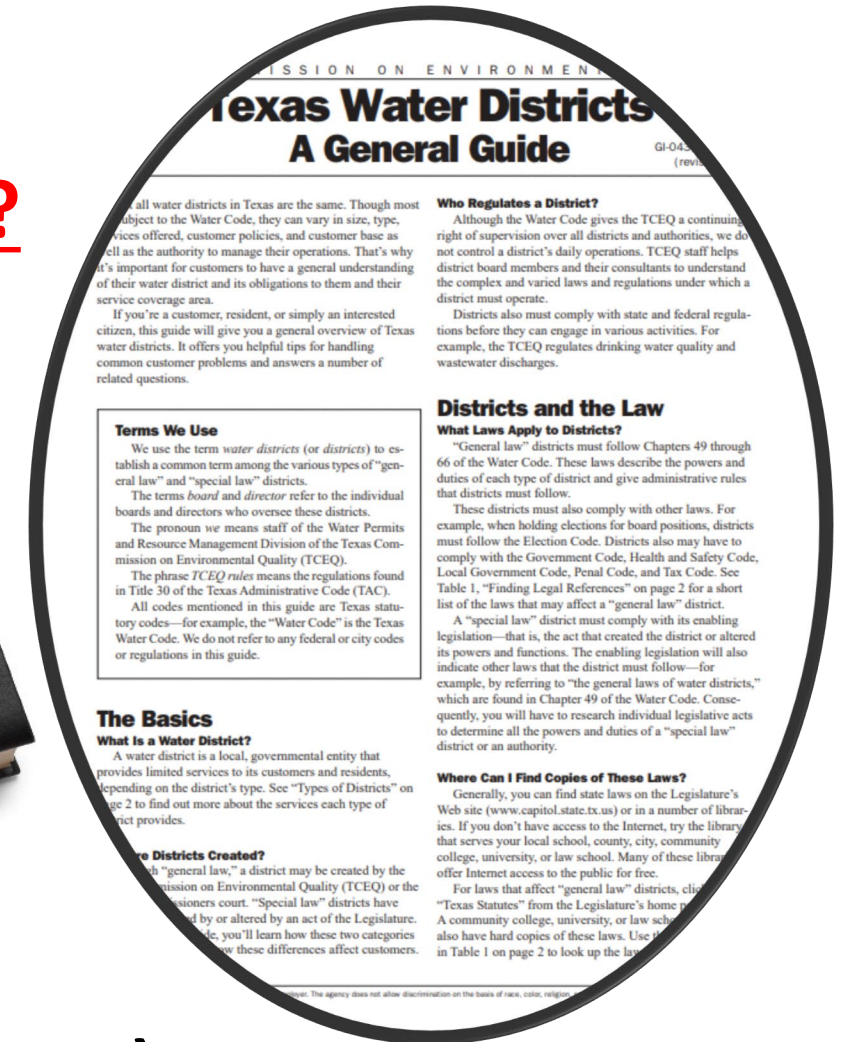 ?
ISSION ON ENVIRONMEN
Texas Water Districts
A General Guide
GI-043
(revis
all water districts in Texas are the same. Though most
ubject to the Water Code, they can vary in size, type,
vices offered, customer policies, and customer base as
ell as the authority to manage their operations. That's why
it's important for customers to have a general understanding
of their water district and its obligations to them and their
service coverage area.
If you're a customer, resident, or simply an interested
citizen, this guide will give you a general overview of Texas
water districts. It offers you helpful tips for handling
common customer problems and answers a number of
related questions.
Terms We Use
We use the term water districts (or districts) to es-
tablish a common term among the various types of "gen-
eral law" and "special law" districts.
The terms board and director refer to the individual
boards and directors who oversee these districts.
The pronoun we means staff of the Water Permits
and Resource Management Division of the Texas Com-
mission on Environmental Quality (TCEQ).
The phrase TCEQ rules means the regulations found
in Title 30 of the Texas Administrative Code (TAC).
All codes mentioned in this guide are Texas statu-
tory codes—for example, the "Water Code" is the Texas
Water Code. We do not refer to any federal or city codes
or regulations in this guide.
The Basics
What Is a Water District?
A water district is a local, governmental entity that
provides limited services to its customers and residents,
depending on the district's type. See "Types of Districts" on
ge 2 to find out more about the services each type of
rict provides.
re Districts Created?
gh "general law," a district may be created by the
mission on Environmental Quality (TCEQ) or the
ssioners court. "Special law" districts have
d by or altered by an act of the Legislature.
de, you'll learn how these two categories
w these differences affect customers.
Who Regulates a District?
Although the Water Code gives the TCEQ a continuing
right of supervision over all districts and authorities, we do
not control a district's daily operations. TCEQ staff helps
district board members and their consultants to understand
the complex and varied laws and regulations under which a
district must operate.
Districts also must comply with state and federal regula-
tions before they can engage in various activities. For
example, the TCEQ regulates drinking water quality and
wastewater discharges.
Districts and the Law
What Laws Apply to Districts?
"General law" districts must follow Chapters 49 through
66 of the Water Code. These laws describe the powers and
duties of each type of district and give administrative rules
that districts must follow.
These districts must also comply with other laws. For
example, when holding elections for board positions, districts
must follow the Election Code. Districts also may have to
comply with the Government Code, Health and Safety Code,
Local Government Code, Penal Code, and Tax Code. See
Table 1, "Finding Legal References" on page 2 for a short
list of the laws that may affect a "general law" district.
A "special law" district must comply with its enabling
legislation—that is, the act that created the district or altered
its powers and functions. The enabling legislation will also
indicate other laws that the district must follow—for
example, by referring to "the general laws of water districts,"
which are found in Chapter 49 of the Water Code. Conse-
quently, you will have to research individual legislative acts
to determine all the powers and duties of a "special law"
district or an authority.
Where Can I Find Copies of These Laws?
Generally, you can find state laws on the Legislature's
Web site (www.capitol.state.tx.us) or in a number of librar-
ies. If you don't have access to the Internet, try the library
that serves your local school, county, city, community
college, university, or law school. Many of these librar
offer Internet access to the public for free.
For laws that affect "general law" districts, clic
"Texas Statutes" from the Legislature's home p
A community college, university, or law scho
also have hard copies of these laws. Use t
in Table 1 on page 2 to look up the law
ployer. The agency does not allow discrimination on the basis of race, color, religion,